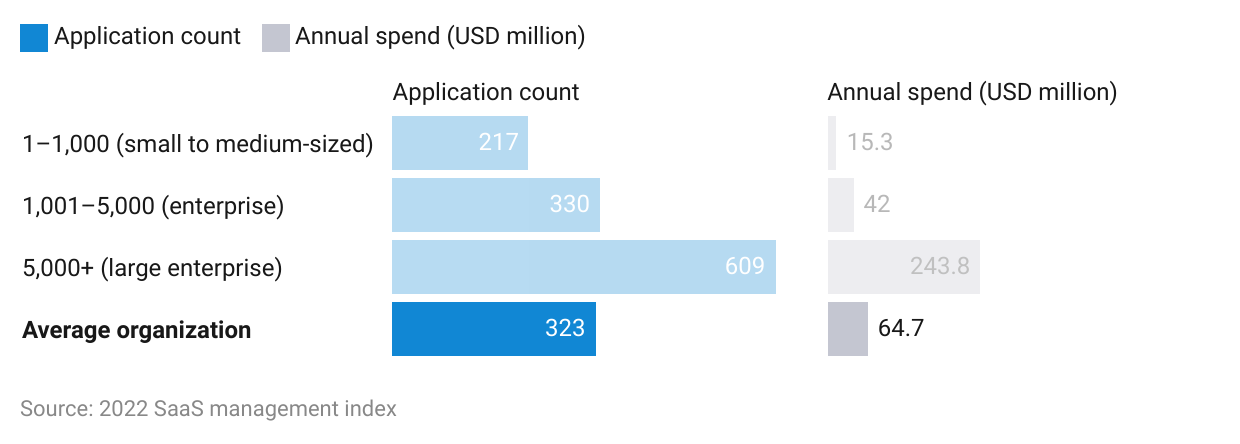 Application count Annual spend (USD million)
Application count Annual spend (USD million)
1–1,000 (small to medium-sized) 217 15.3
1,001–5,000 (enterprise) 330 42
5,000+ (large enterprise) 609 243.8
Average organization 323 64.7
Source: 2022 SaaS management index